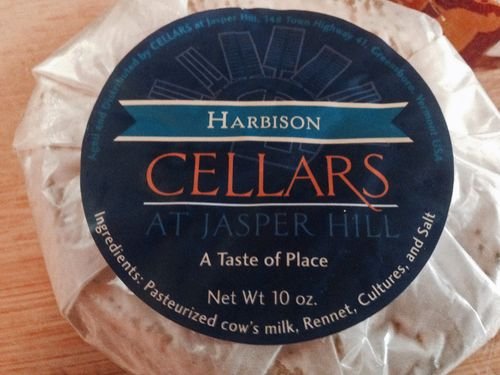 Aged and Distributed by CELLARS at Jasper Hill, 148 Town Highway 41, Greensboro, Vermont USA
HARBISON
CELLARS
AT JASPER HILL
A Taste of Place
Net Wt 10 oz.
Ingredients: Pasteurized cow's milk, Rennet, Cultures, and Salt